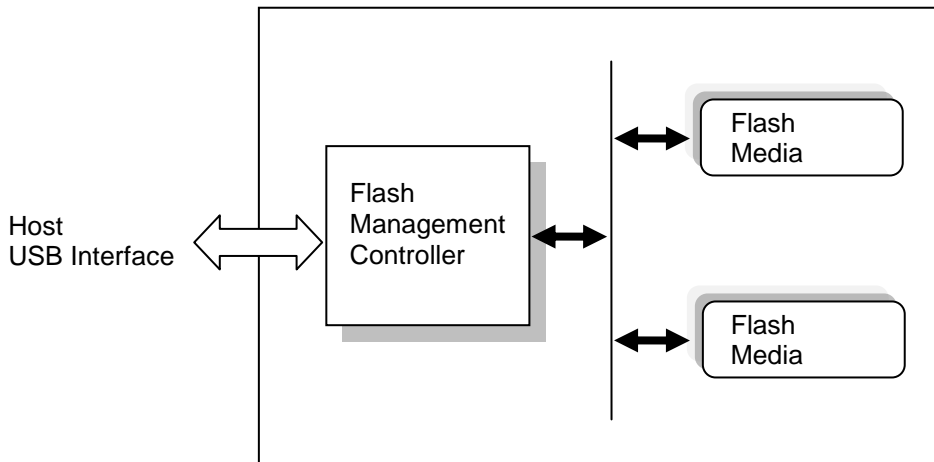 Host
USB Interface
Flash
Management
Controller
Flash
Media
Flash
Media